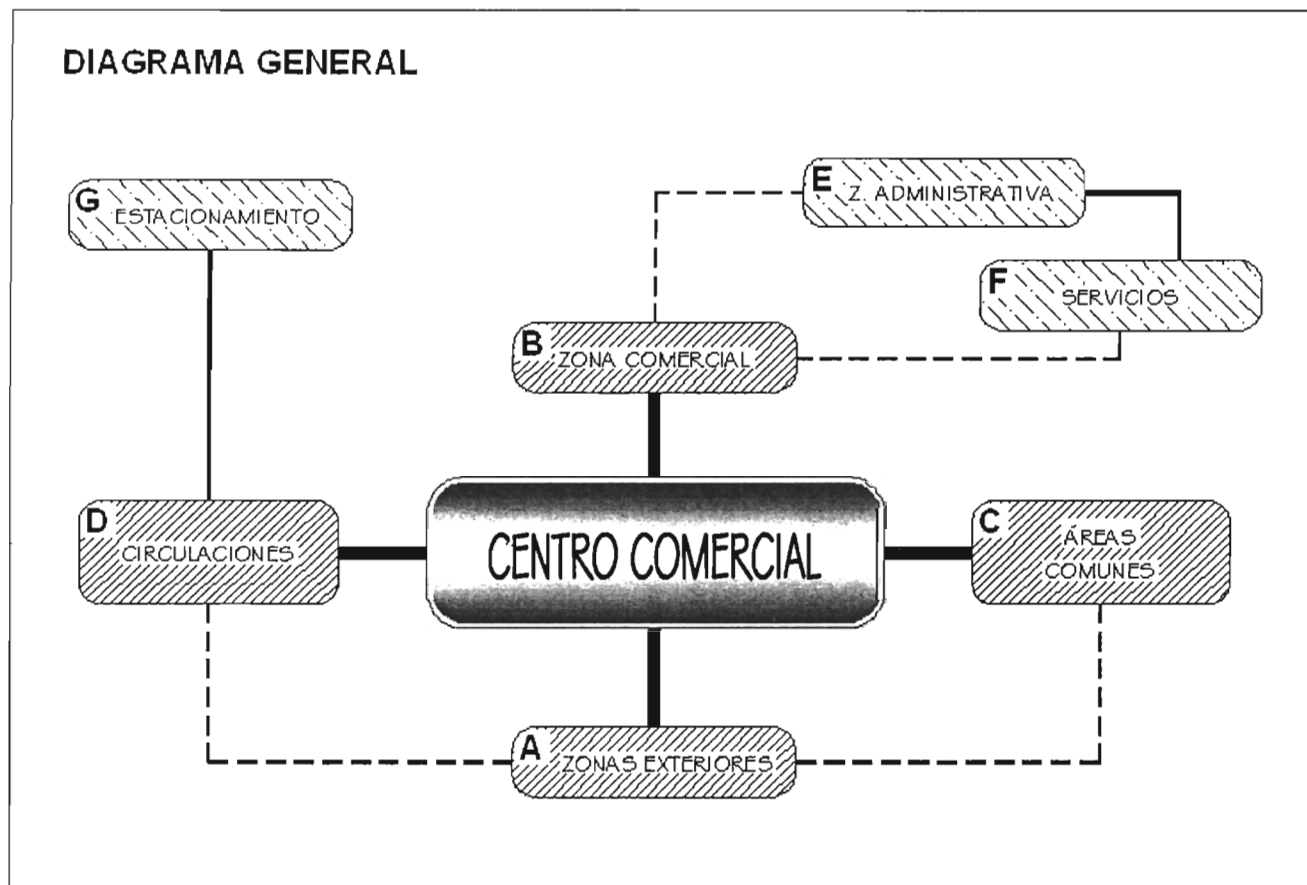 DIAGRAMA GENERAL
E
Z. ADMINISTRATIVA
G
ESTACIONAMIENTO
F
SERVICIOS
B
ZONA COMERCIAL
D
CIRCULACIONES
CENTRO COMERCIAL
C
ÁREAS
COMUNES
A
ZONAS EXTERIORES